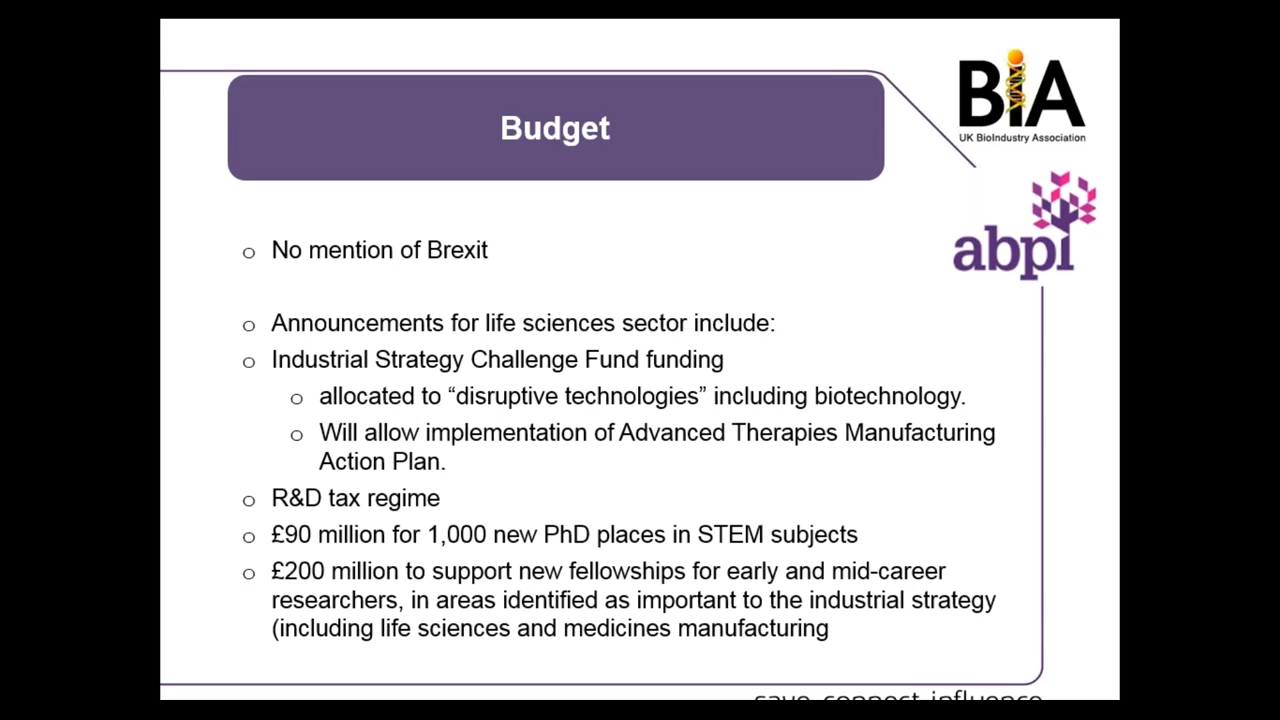 Budget
BiA
UK BioIndustry Association
abpi
o No mention of Brexit
o Announcements for life sciences sector include:
o Industrial Strategy Challenge Fund funding
o allocated to “disruptive technologies” including biotechnology.
o Will allow implementation of Advanced Therapies Manufacturing
Action Plan.
o R&D tax regime
o £90 million for 1,000 new PhD places in STEM subjects
o £200 million to support new fellowships for early and mid-career
researchers, in areas identified as important to the industrial strategy
(including life sciences and medicines manufacturing
connect influence